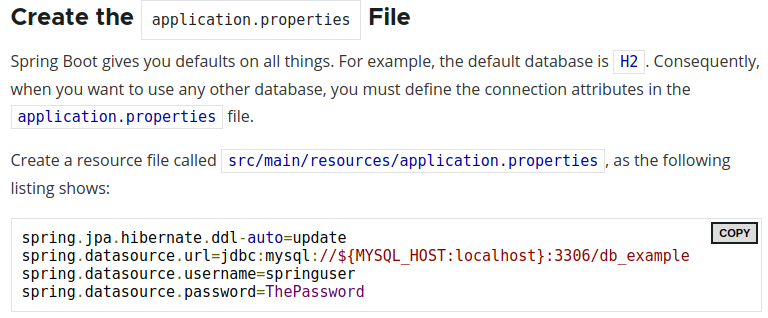 Create the application.properties File
Spring Boot gives you defaults on all things. For example, the default database is H2. Consequently,
when you want to use any other database, you must define the connection attributes in the
application.properties file.
Create a resource file called src/main/resources/application.properties, as the following
listing shows:
COPY
spring.jpa.hibernate.ddl-auto=update
spring.datasource.url=jdbc:mysql://${MYSQL_HOST:localhost}:3306/db_example
spring.datasource.username=springuser
spring.datasource.password=ThePassword